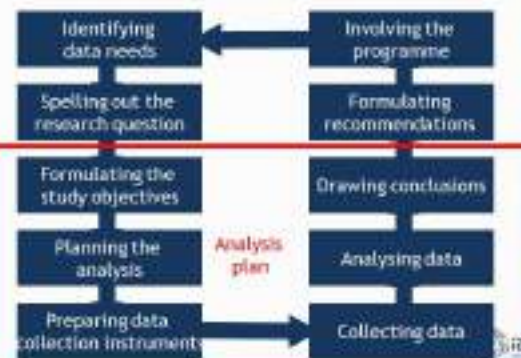 Identifying
data needs
Spelling out the
research question
Formulating the
study objectives
Planning the
analysis
Preparing data
collection instruments
Analysis
plan
Involving the
programme
Formulating
recommendations
Drawing conclusions
Analysing data
Collecting data